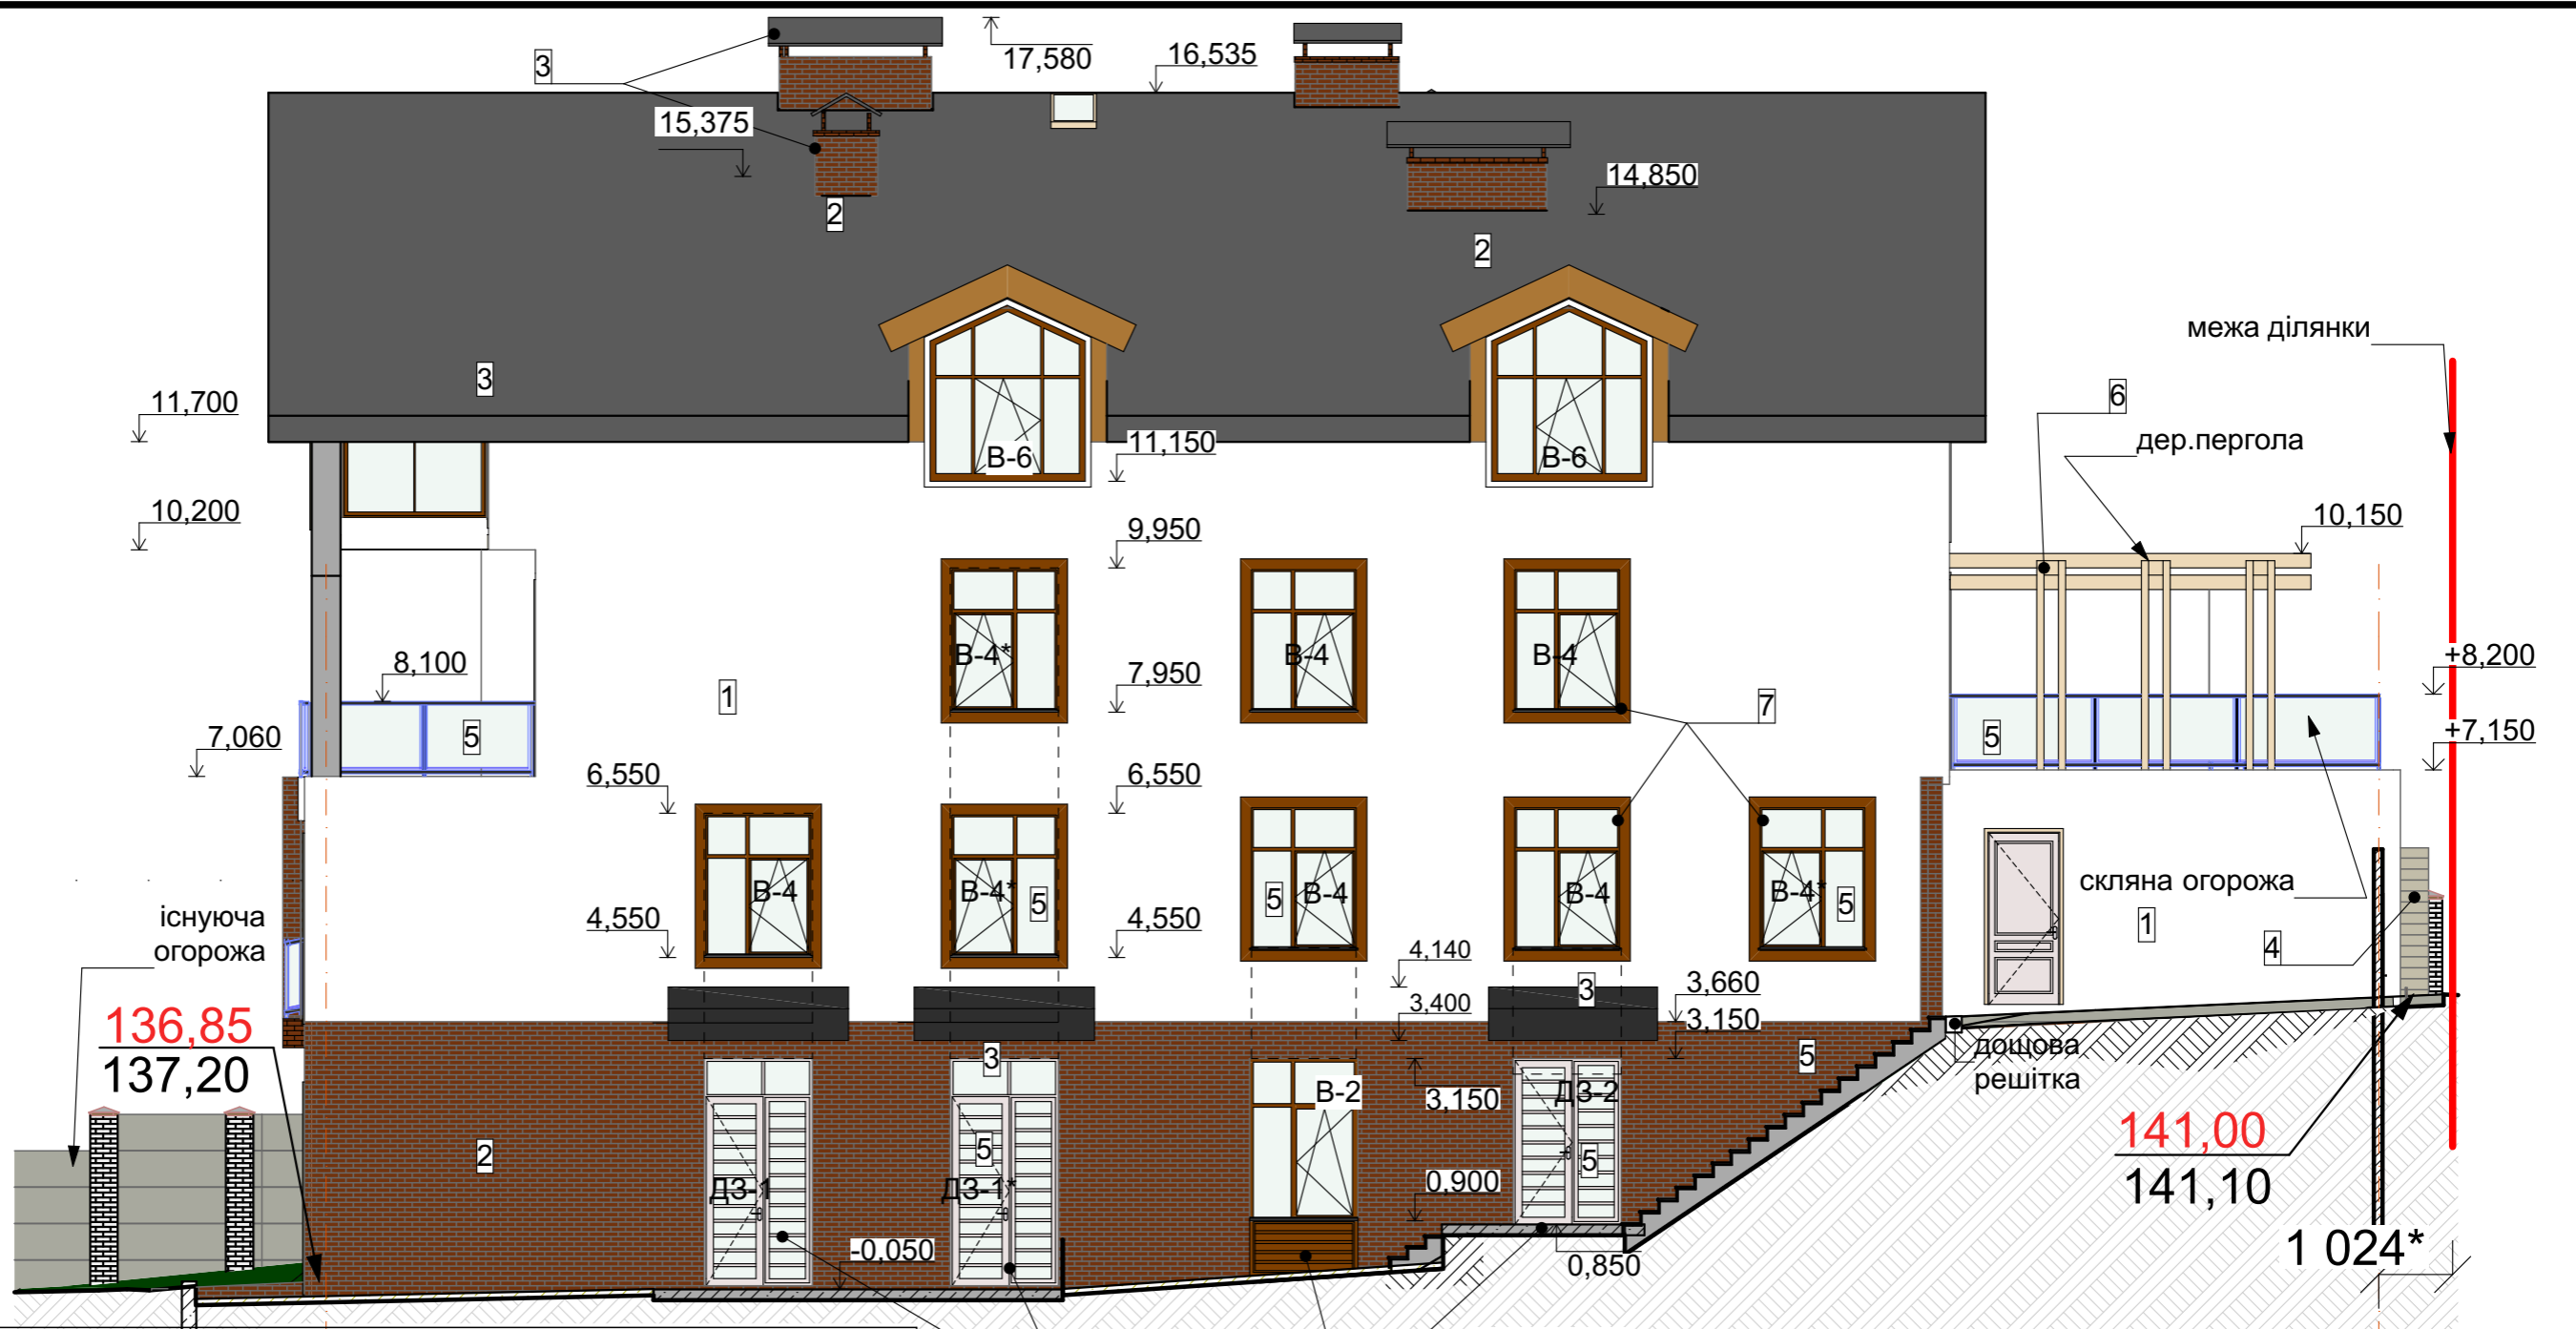 3
17,580
16,535
15,375
2
14,850
2
межа ділянки
3
11,700
6
11,150
дер.пергола
В-6
В-6
10,200
9,950
10,150
В-4*
В-4
В-4
8,100
7,950
+8,200
1
7
7,060
5
5
+7,150
6,550
6,550
В-4
В-4*
5
5
В-4
В-4
В-4*
5
скляна огорожа
існуюча
огорожа
4,550
4,550
1
4
4,140
3
3,660
3,400
3,150
136,85
137,20
3
5
дощова
решітка
В-2
3,150
ДЗ-2
141,00
141,10
2
5
5
ДЗ-1
ДЗ-1*
0,900
-0,050
0,850
1 024*